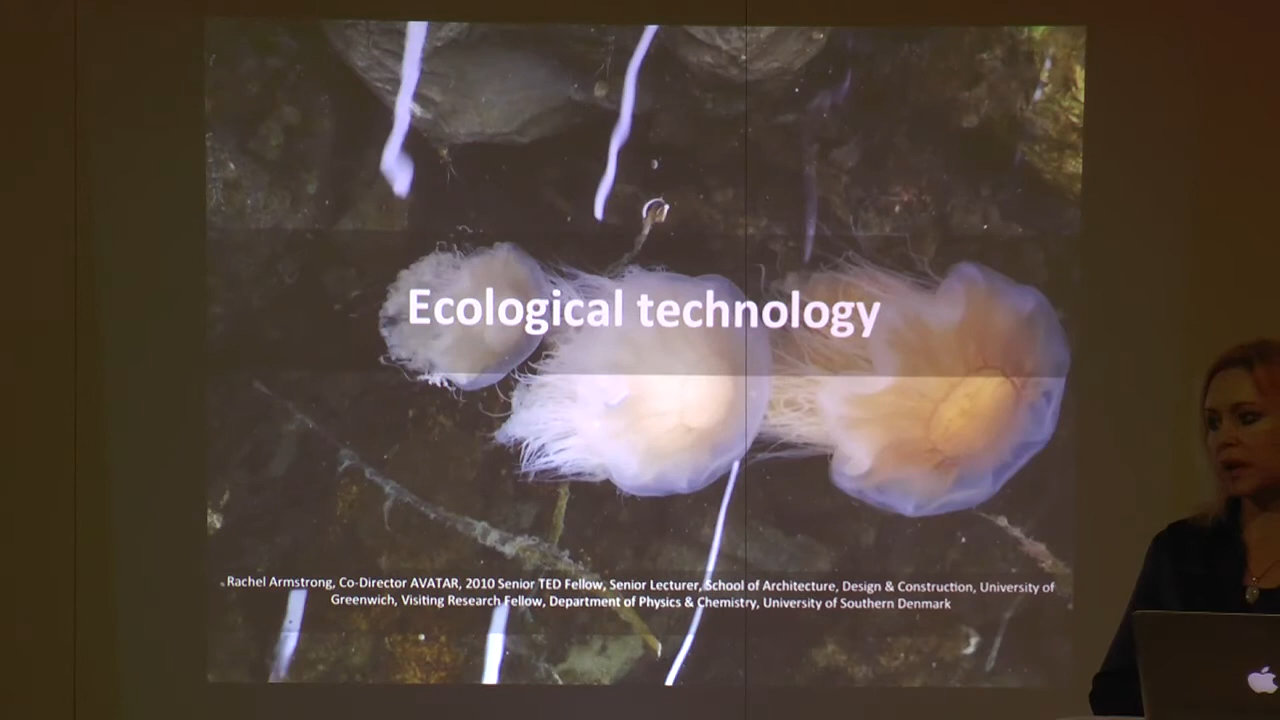 Ecological technology
Rachel Armstrong, Co-Director AVATAR, 2010 Senior TED Fellow, Senior Lecturer, School of Architecture, Design & Construction, University of
Greenwich, Visiting Research Fellow, Department of Physics & Chemistry, University of Southern Denmark